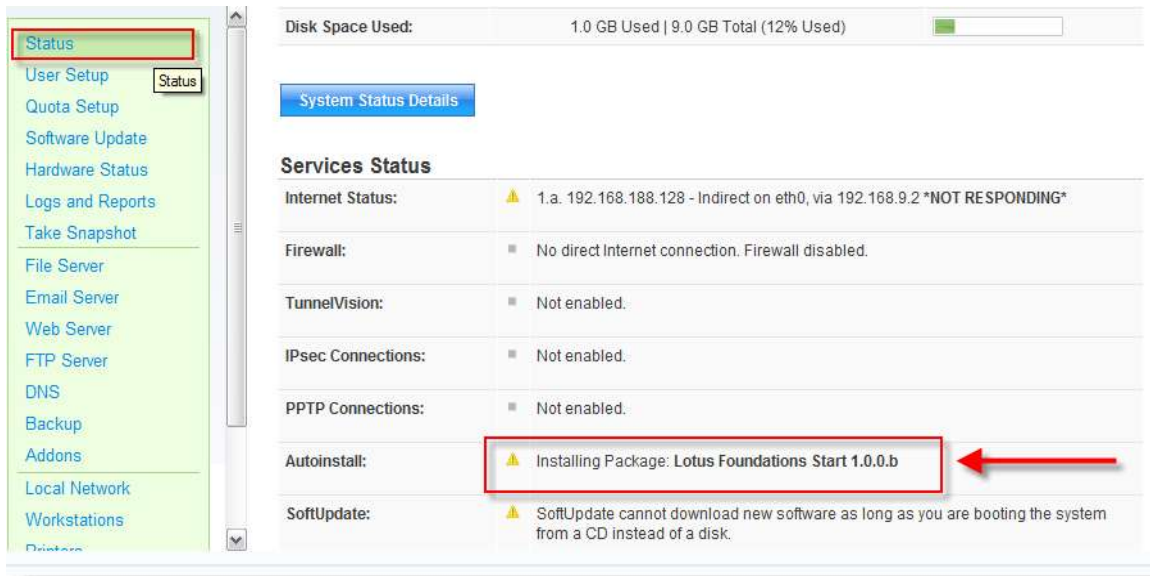 Status
User Setup
Status
Quota Setup
Software Update
Hardware Status
Logs and Reports
Take Snapshot
File Server
Email Server
Web Server
FTP Server
DNS
Backup
Addons
Local Network
Workstations
Printers
Disk Space Used: 1.0 GB Used | 9.0 GB Total (12% Used)
System Status Details
Services Status
Internet Status: 1.a. 192.168.188.128 - Indirect on eth0, via 192.168.9.2 *NOT RESPONDING*
Firewall: No direct Internet connection. Firewall disabled.
TunnelVision: Not enabled.
IPsec Connections: Not enabled.
PPTP Connections: Not enabled.
Autoinstall: Installing Package: Lotus Foundations Start 1.0.0.b
SoftUpdate: SoftUpdate cannot download new software as long as you are booting the system
from a CD instead of a disk.